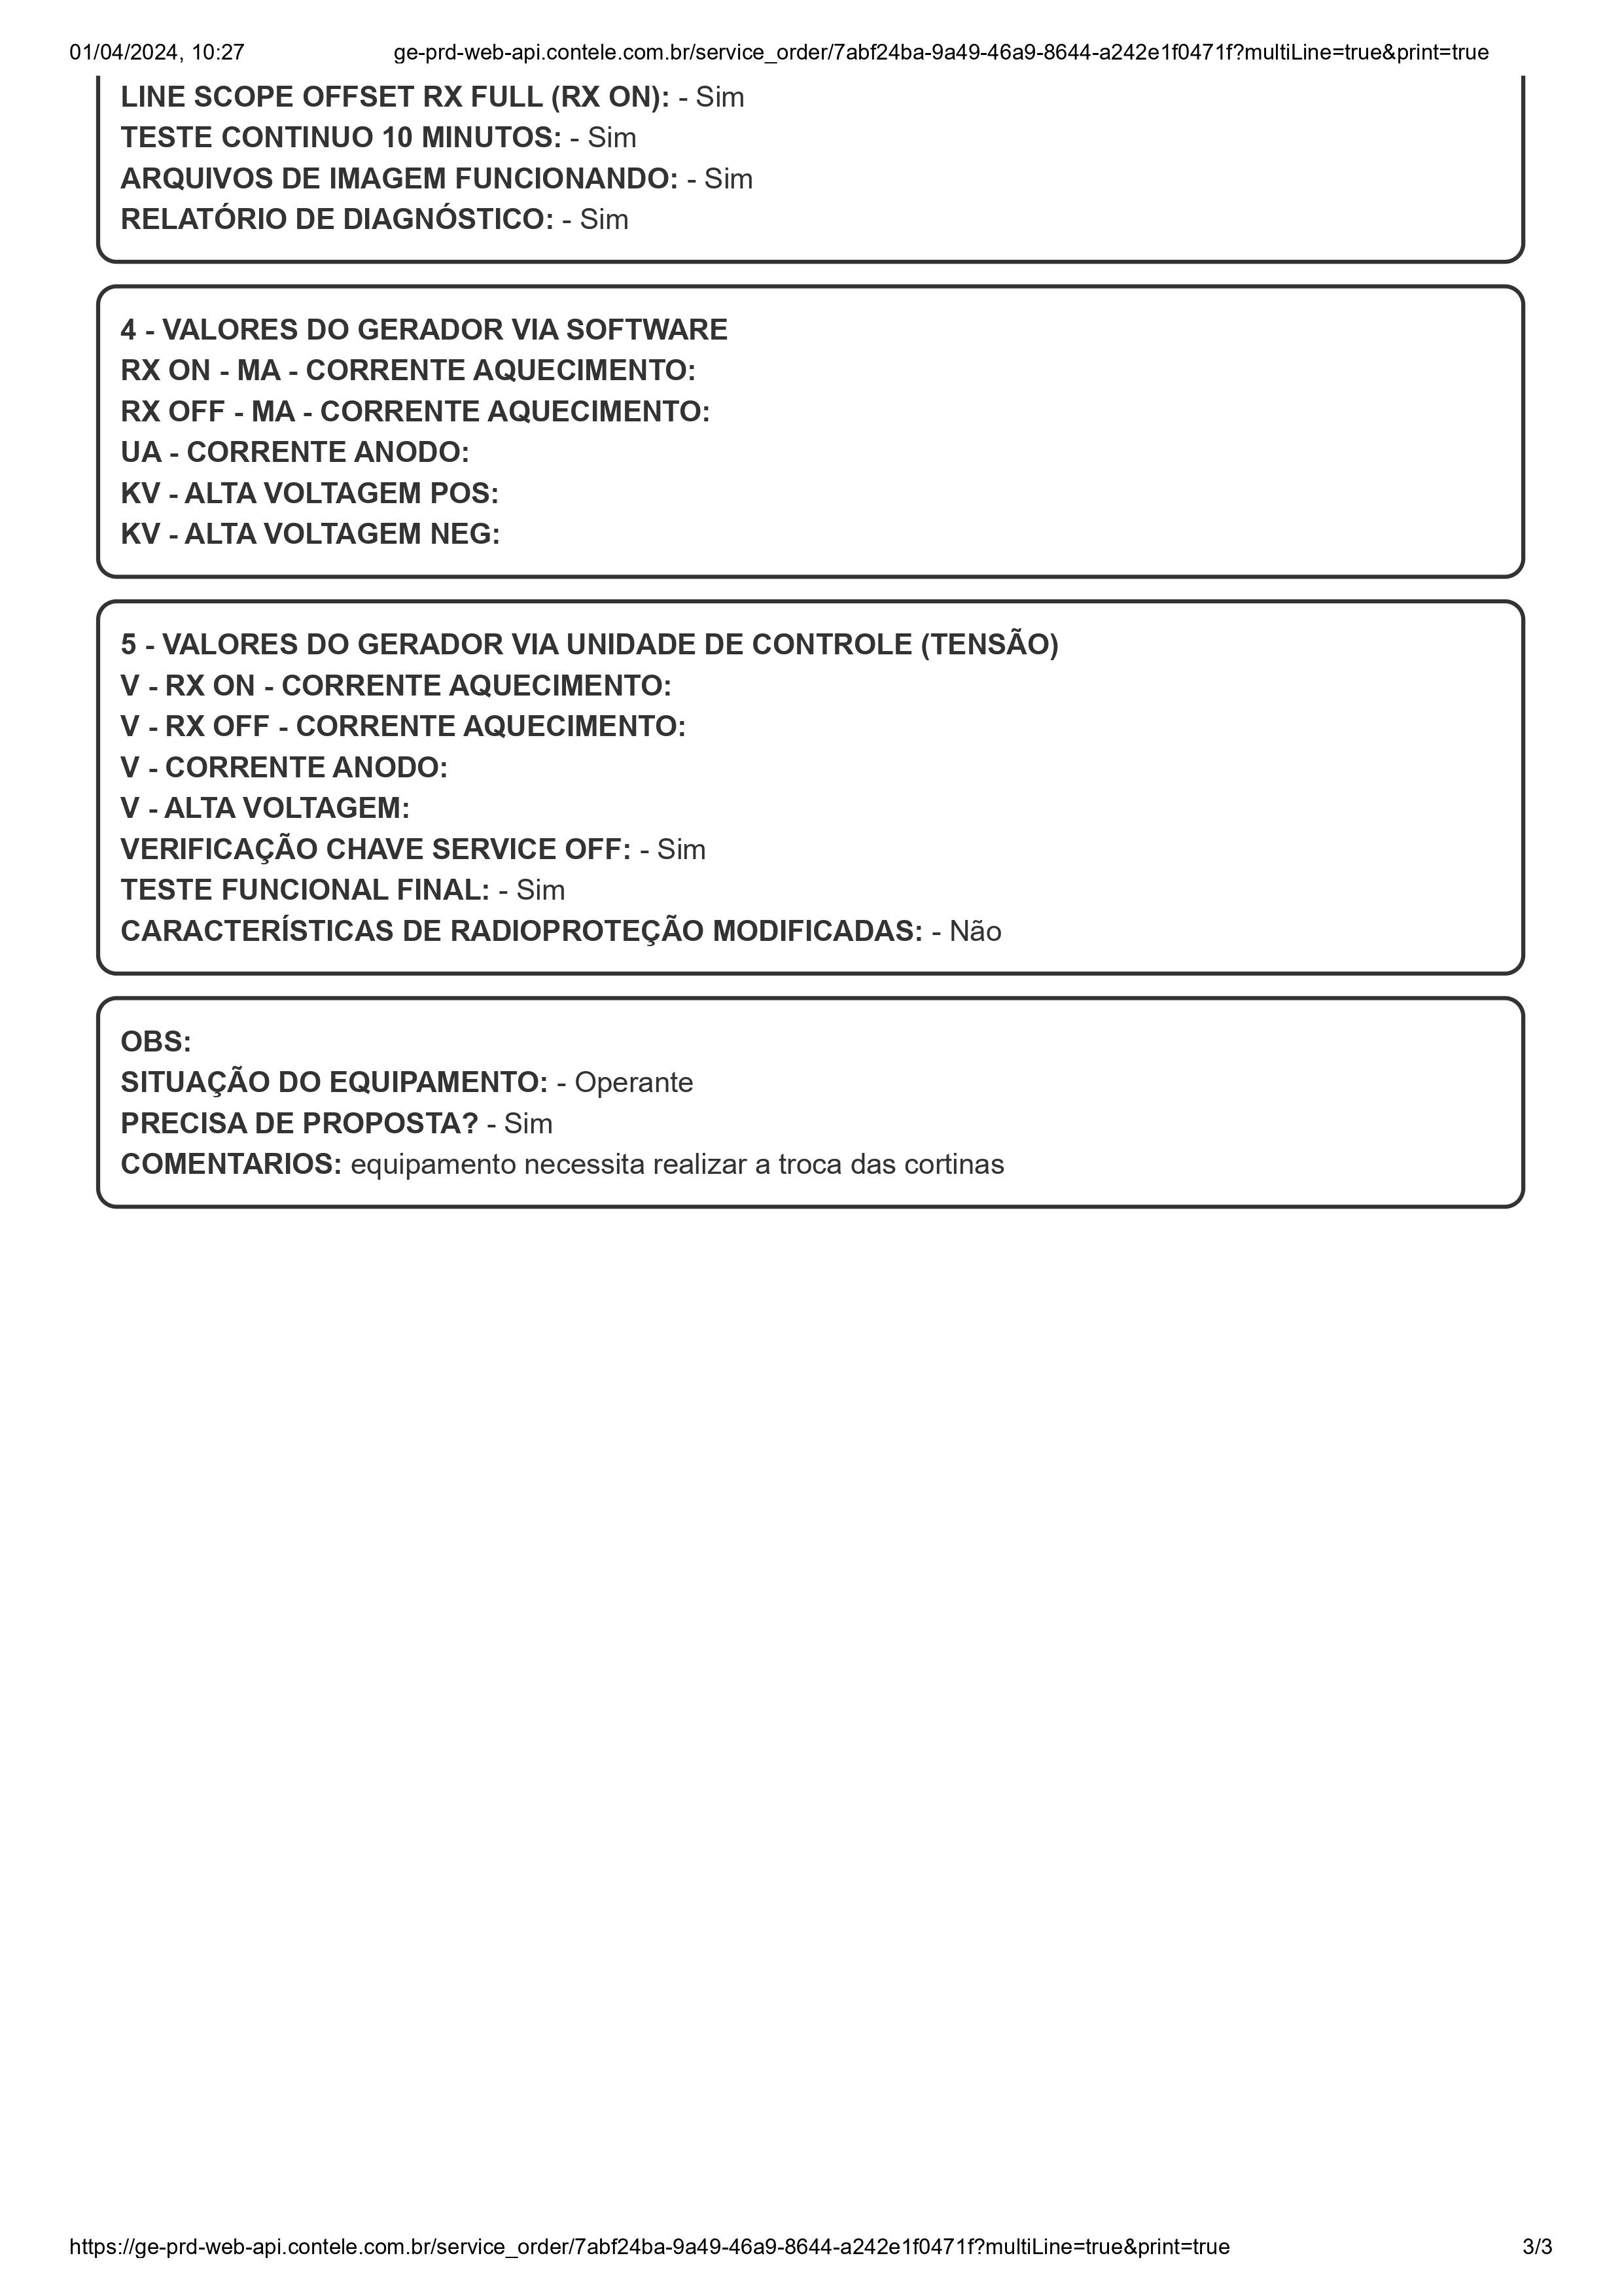 01/04/2024, 10:27 ge-prd-web-api.contele.com.br/service_order/7abf24ba-9a49-46a9-8644-a242e1f0471f?multiLine=true&print=true
LINE SCOPE OFFSET RX FULL (RX ON): - Sim
TESTE CONTINUO 10 MINUTOS: - Sim
ARQUIVOS DE IMAGEM FUNCIONANDO: - Sim
RELATÓRIO DE DIAGNÓSTICO: - Sim
4 - VALORES DO GERADOR VIA SOFTWARE
RX ON - MA - CORRENTE AQUECIMENTO:
RX OFF - MA - CORRENTE AQUECIMENTO:
UA - CORRENTE ANODO:
KV - ALTA VOLTAGEM POS:
KV - ALTA VOLTAGEM NEG:
5 - VALORES DO GERADOR VIA UNIDADE DE CONTROLE (TENSÃO)
V - RX ON - CORRENTE AQUECIMENTO:
V - RX OFF - CORRENTE AQUECIMENTO:
V - CORRENTE ANODO:
V - ALTA VOLTAGEM:
VERIFICAÇÃO CHAVE SERVICE OFF: - Sim
TESTE FUNCIONAL FINAL: - Sim
CARACTERÍSTICAS DE RADIOPROTEÇÃO MODIFICADAS: - Não
OBS:
SITUAÇÃO DO EQUIPAMENTO: - Operante
PRECISA DE PROPOSTA? - Sim
COMENTARIOS: equipamento necessita realizar a troca das cortinas
https://ge-prd-web-api.contele.com.br/service_order/7abf24ba-9a49-46a9-8644-a242e1f0471f?multiLine=true&print=true 3/3